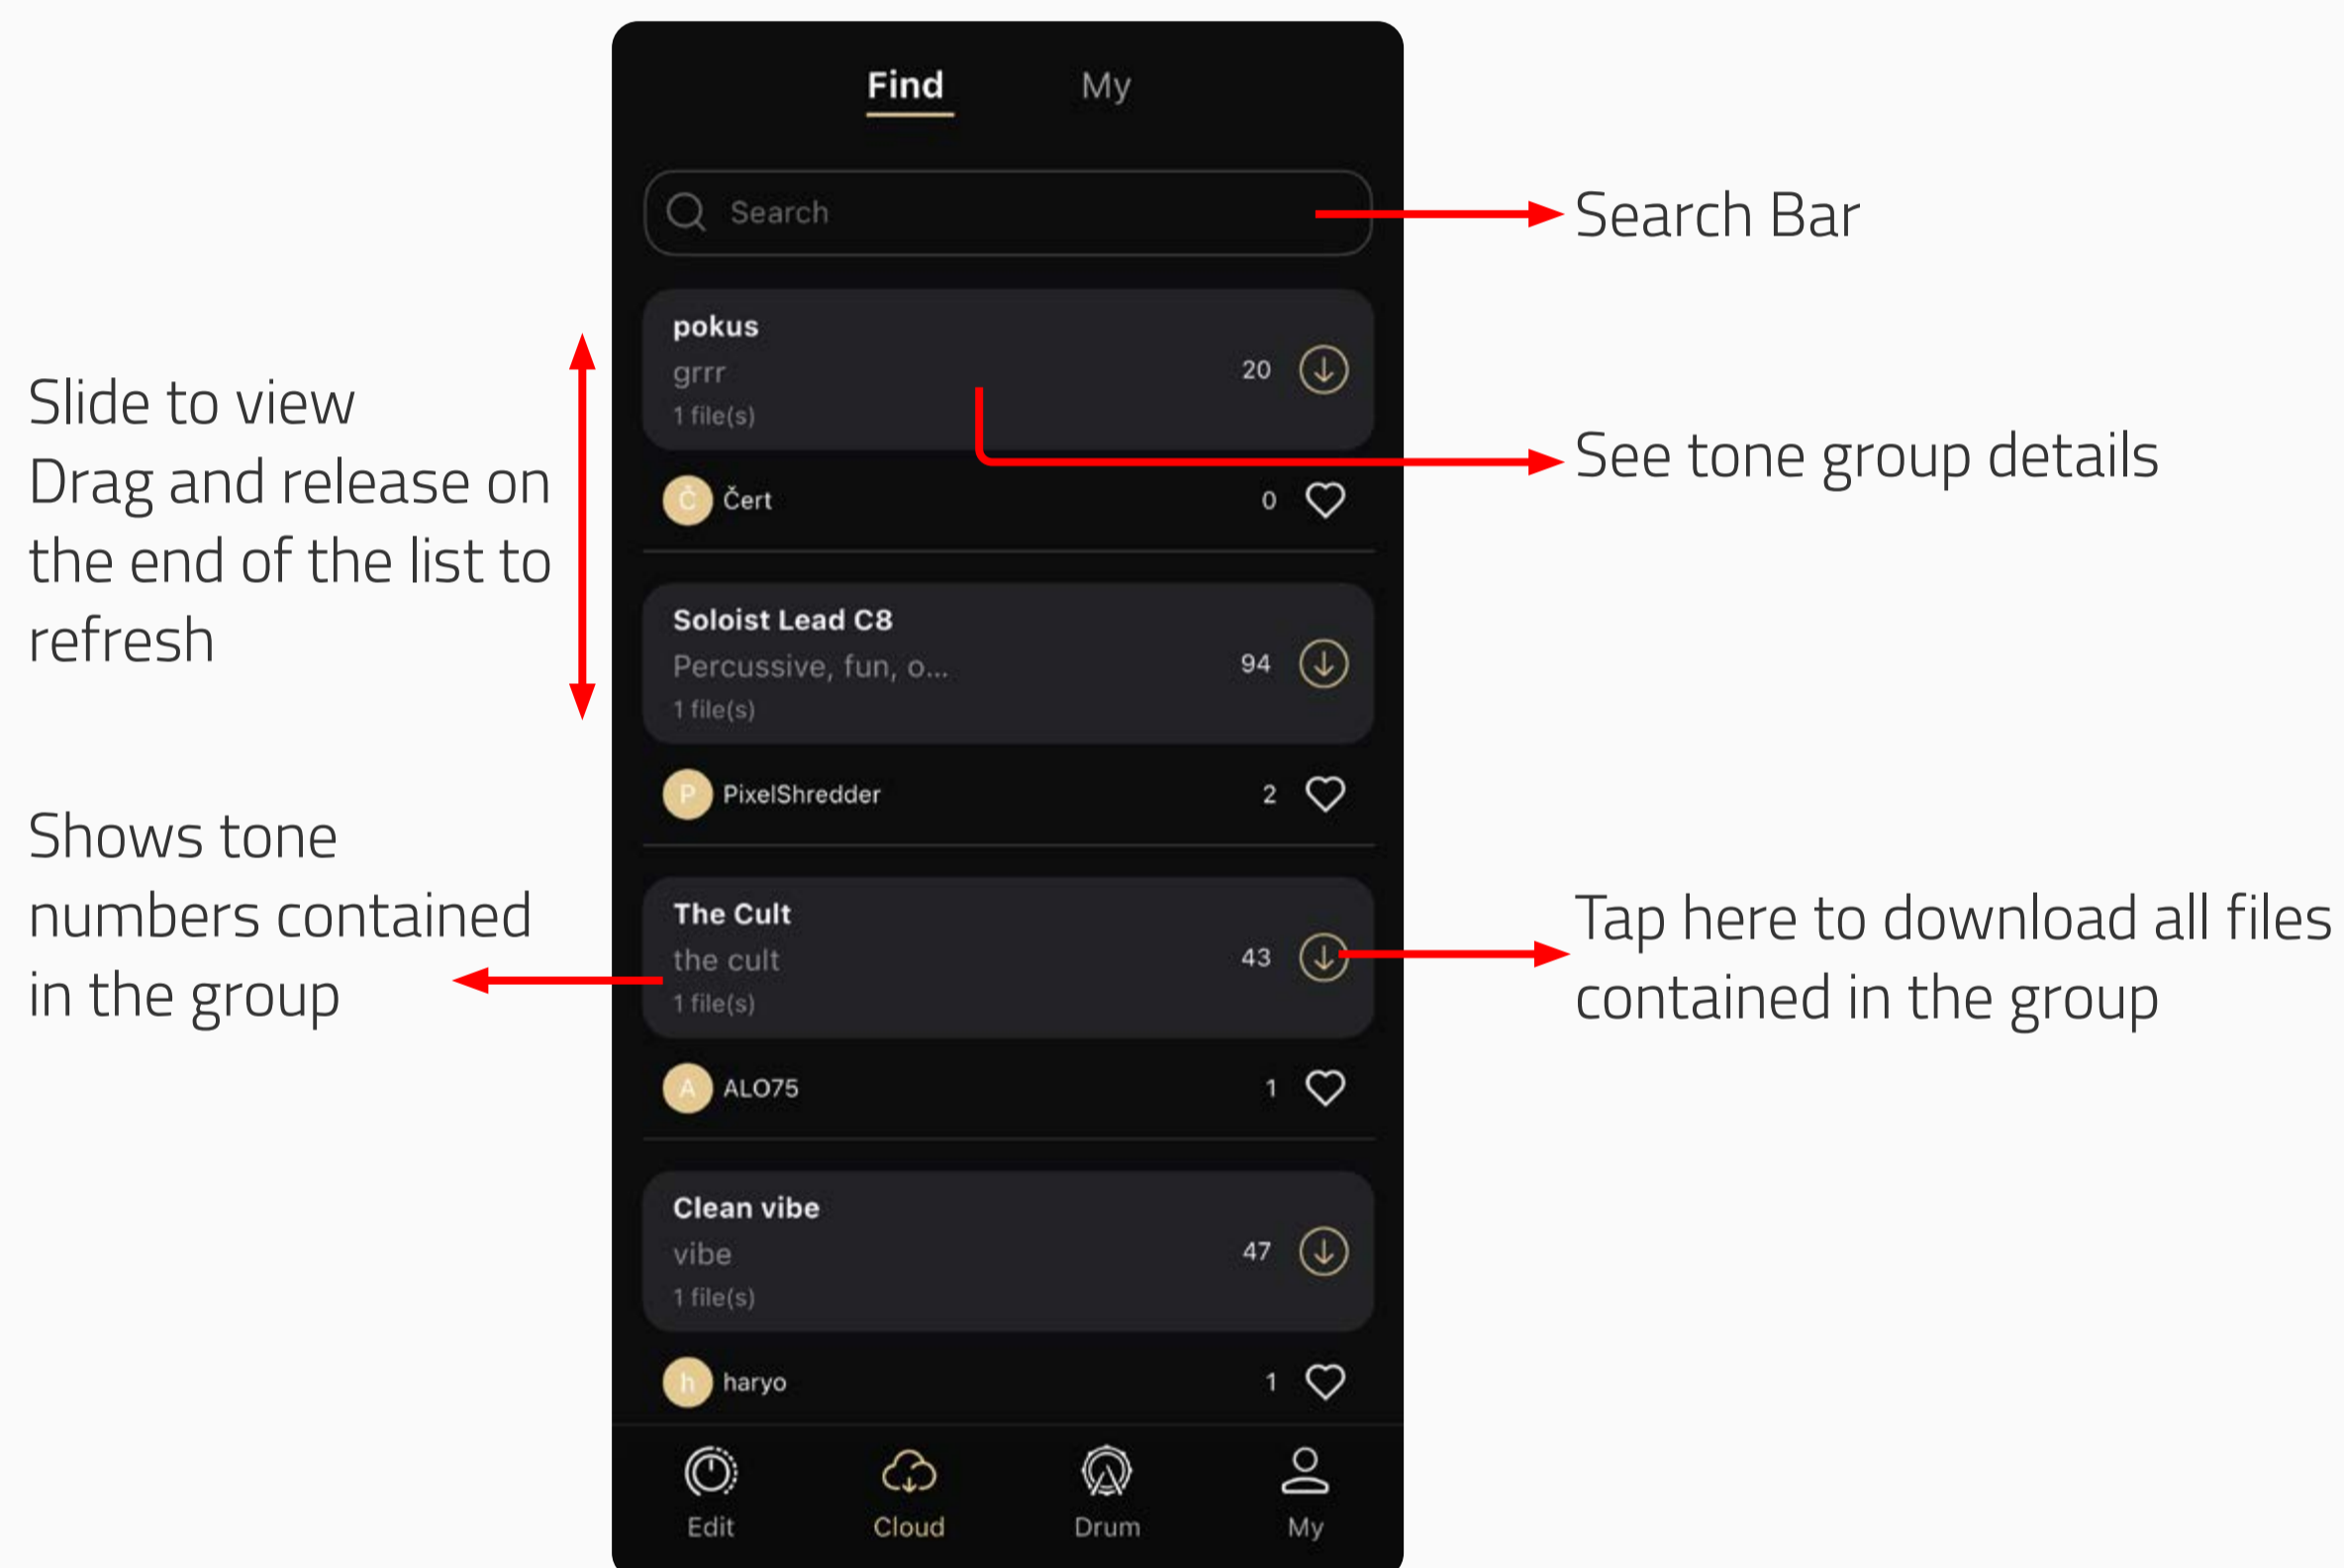 Find
My
Search
Search Bar
pokus
grrr
20
1 file(s)
See tone group details
Čert
0
Č
Slide to view
Drag and release on
the end of the list to
refresh
Soloist Lead C8
Percussive, fun, o...
94
1 file(s)
P
PixelShredder
2
Shows tone
numbers contained
in the group
The Cult
the cult
43
1 file(s)
Tap here to download all files
contained in the group
A
ALO75
1
Clean vibe
vibe
47
1 file(s)
h
haryo
1
Edit
Cloud
Drum
My